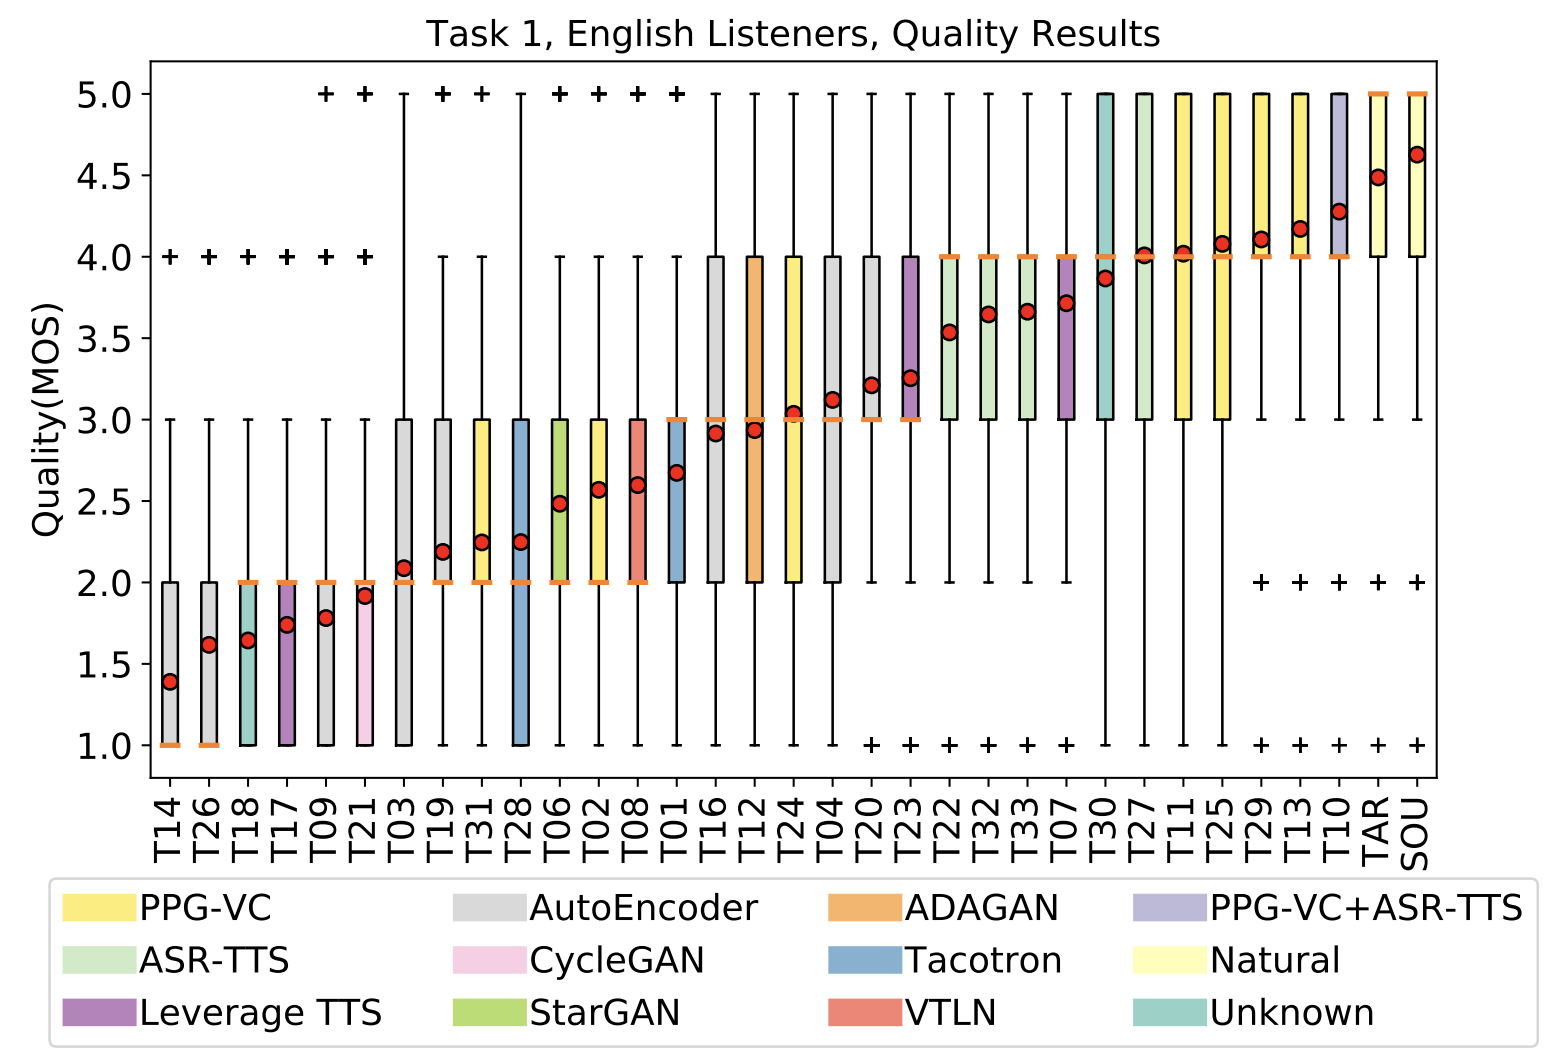 Task 1, English Listeners, Quality Results
Quality(MOS)
5.0
4.5
4.0
3.5
3.0
2.5
2.0
1.5
1.0
T14 T26 T18 T17 T09 T21 T03 T19 T31 T28 T06 T02 T08 T01 T16 T12 T24 T04 T20 T23 T22 T32 T33 T07 T30 T27 T11 T25 T29 T13 T10 TAR SOU
PPG-VC AutoEncoder ADAGAN PPG-VC+ASR-TTS
ASR-TTS CycleGAN Tacotron Natural
Leverage TTS StarGAN VTLN Unknown